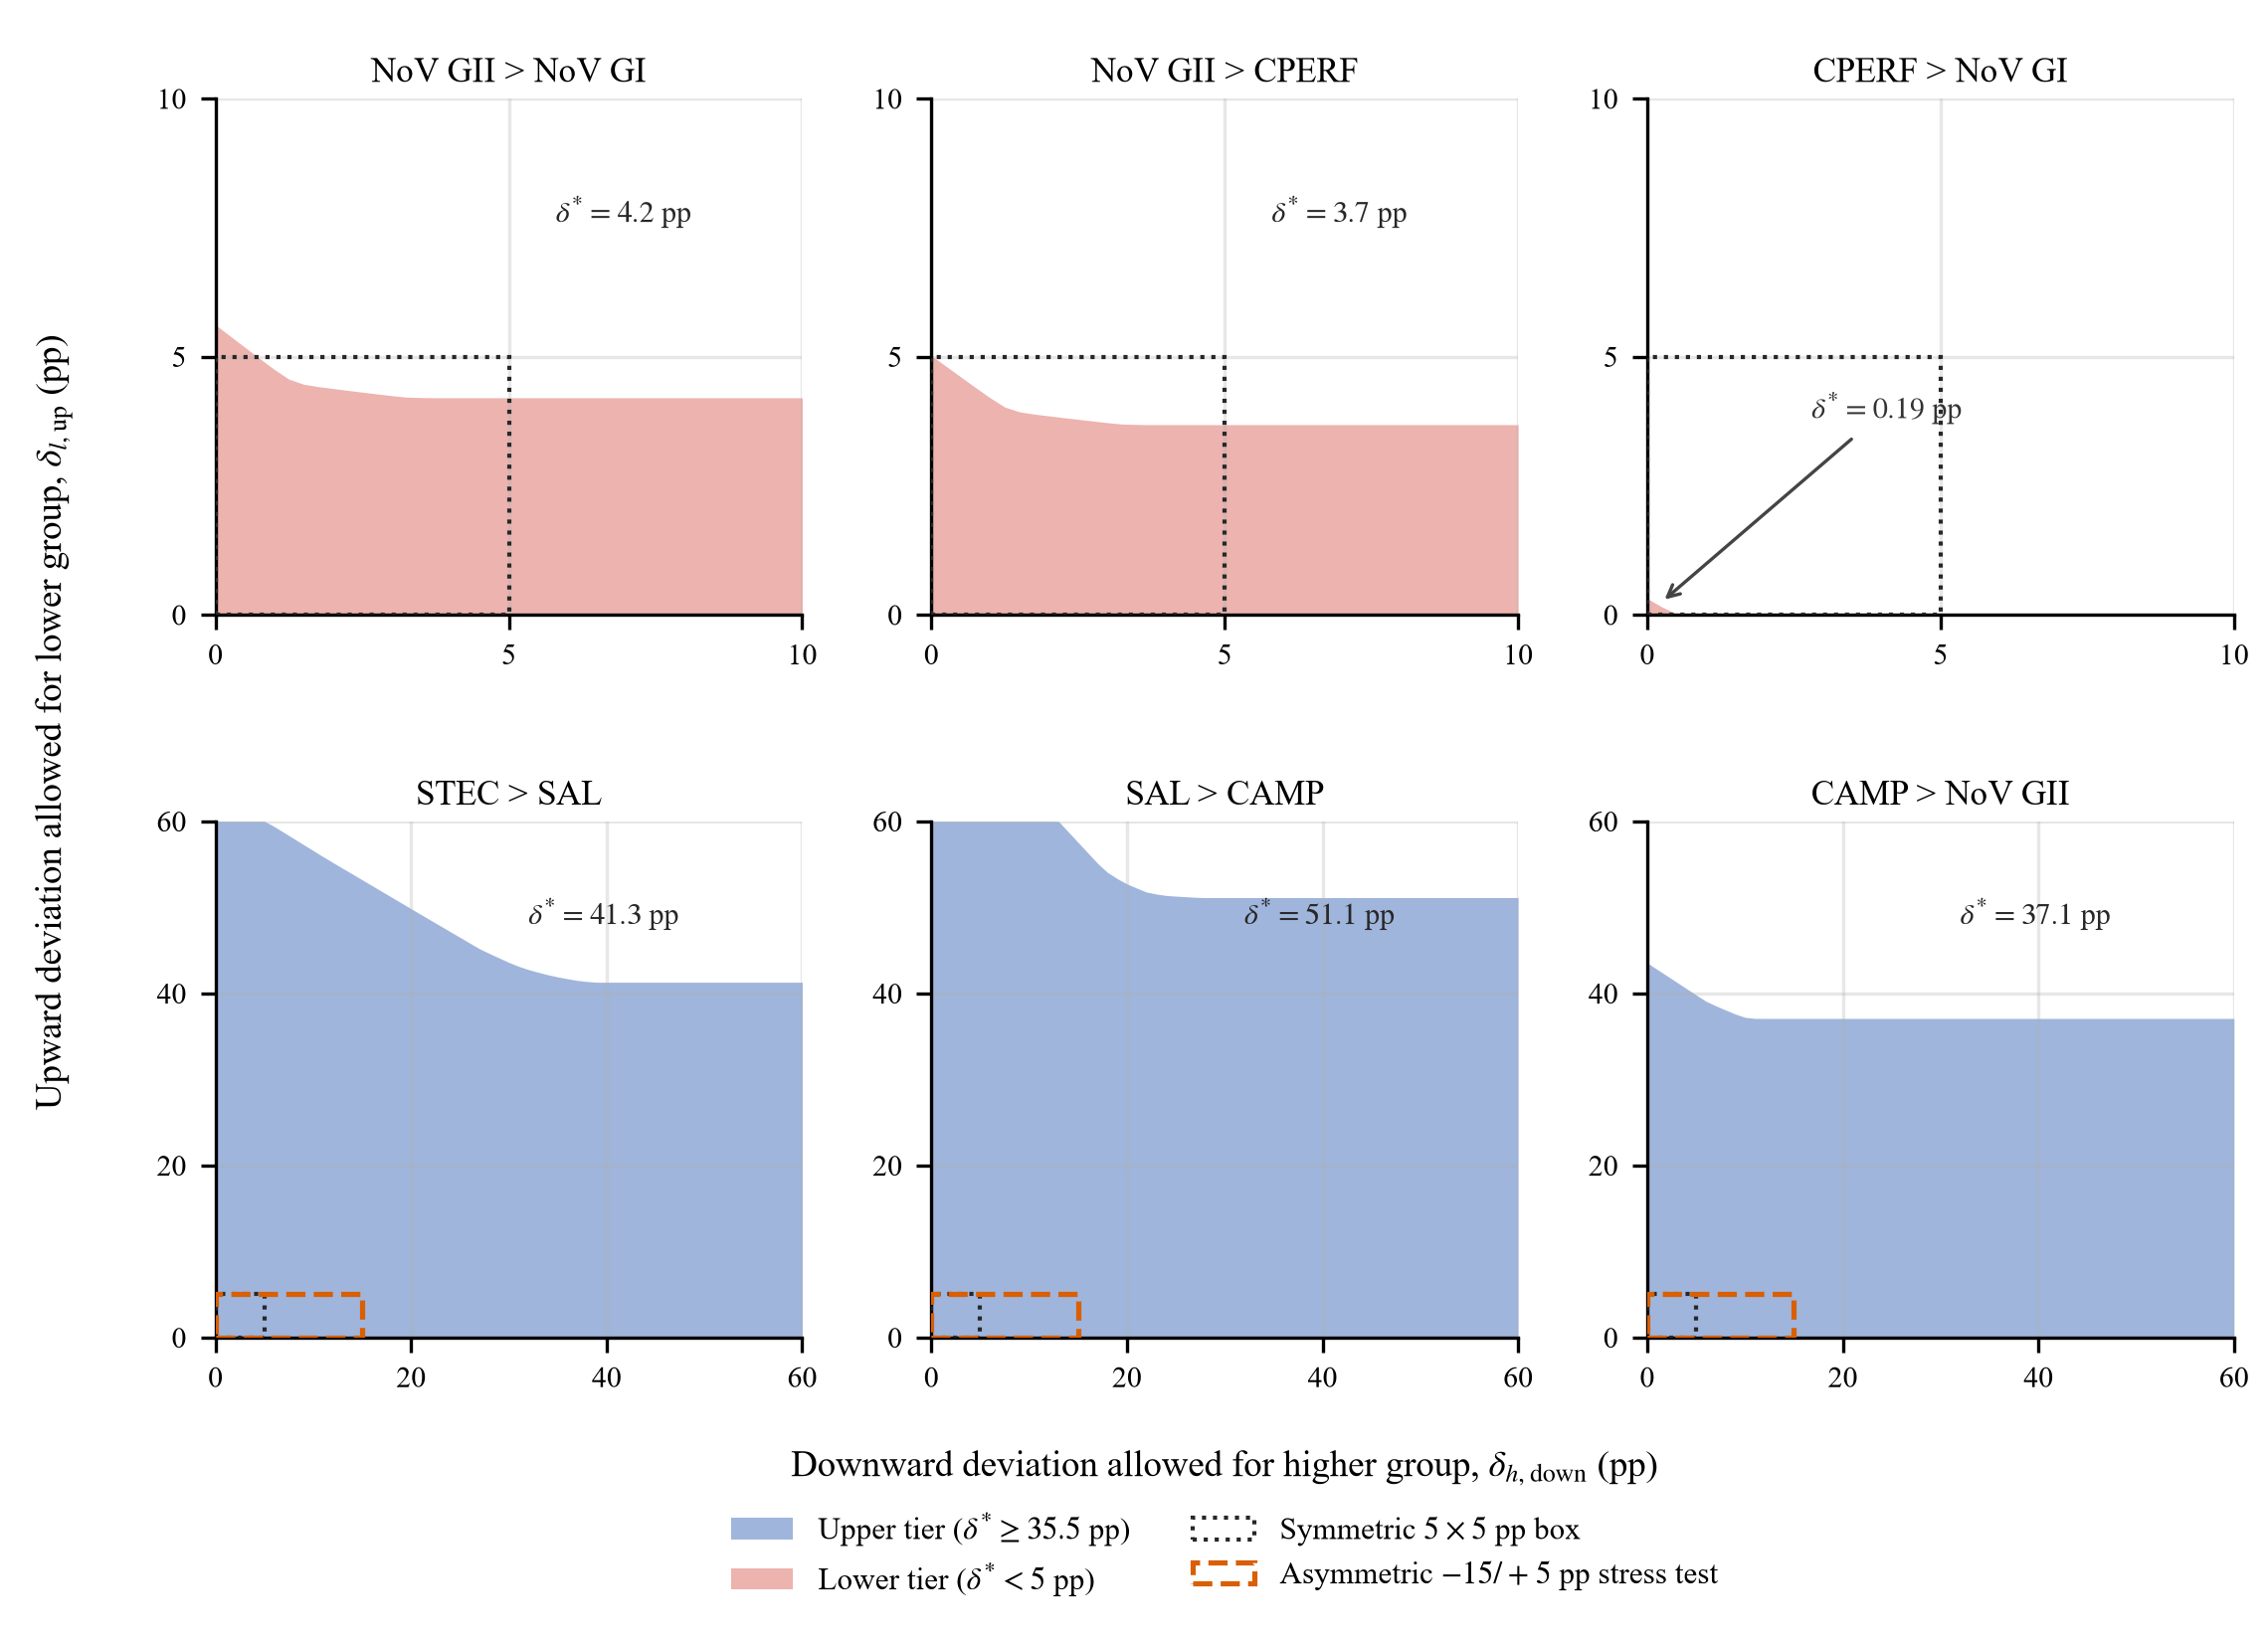 NoV GII > NoV GI
NoV GII > CPERF
CPERF > NoV GI
10
5
0
0
5
10
δ* = 4.2 pp
10
5
0
0
5
10
δ* = 3.7 pp
10
5
0
0
5
10
δ* = 0.19 pp
Upward deviation allowed for lower group, δl, up (pp)
STEC > SAL
SAL > CAMP
CAMP > NoV GII
60
40
20
0
0
20
40
60
δ* = 41.3 pp
60
40
20
0
0
20
40
60
δ* = 51.1 pp
60
40
20
0
0
20
40
60
δ* = 37.1 pp
Downward deviation allowed for higher group, δh, down (pp)
Upper tier (δ* ≥ 35.5 pp)
Lower tier (δ* < 5 pp)
Symmetric 5 × 5 pp box
Asymmetric −15/+5 pp stress test